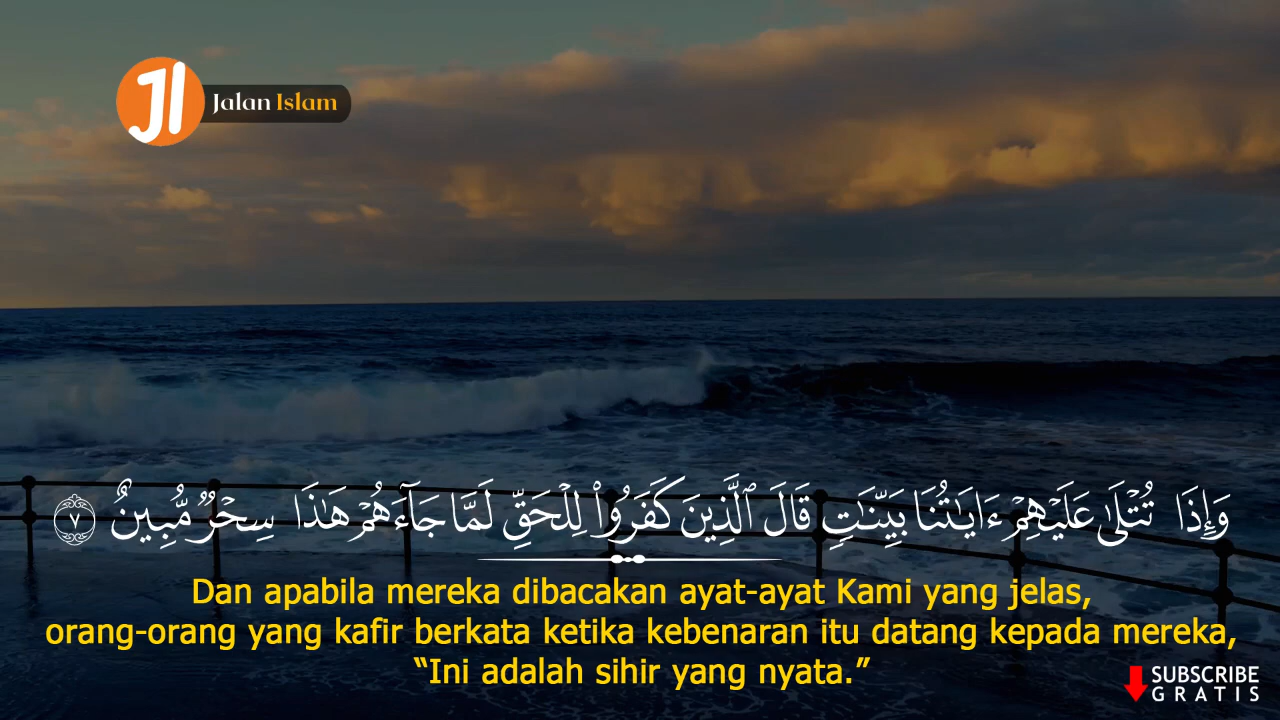 JI
Jalan Islam
وَإِذَا تُتْلَىٰ عَلَيْهِمْ ءَايَـٰتُنَا بَيِّنَـٰتٍ قَالَ ٱلَّذِينَ كَفَرُوا۟ لِلْحَقِّ لَمَّا جَآءَهُمْ هَـٰذَا سِحْرٌ مُّبِينٌ ٧
Dan apabila mereka dibacakan ayat-ayat Kami yang jelas,
orang-orang yang kafir berkata ketika kebenaran itu datang kepada mereka,
“Ini adalah sihir yang nyata.”
SUBSCRIBE
GRATIS